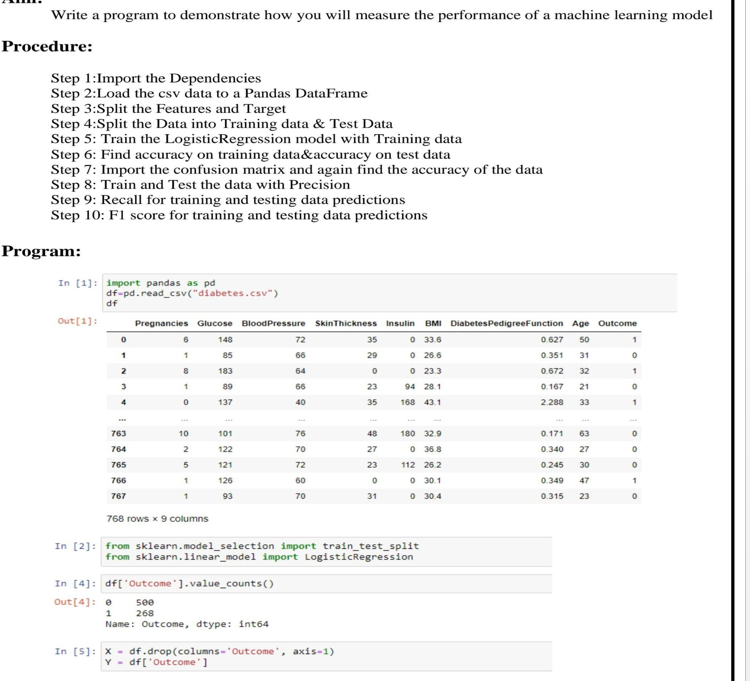 Aim:
Write a program to demonstrate how you will measure the performance of a machine learning model
Procedure:
Step 1:Import the Dependencies
Step 2:Load the csv data to a Pandas DataFrame
Step 3:Split the Features and Target
Step 4:Split the Data into Training data & Test Data
Step 5: Train the LogisticRegression model with Training data
Step 6: Find accuracy on training data&accuracy on test data
Step 7: Import the confusion matrix and again find the accuracy of the data
Step 8: Train and Test the data with Precision
Step 9: Recall for training and testing data predictions
Step 10: F1 score for training and testing data predictions
Program:
In [1]: import pandas as pd
df=pd.read_csv("diabetes.csv")
df
Out[1]: Pregnancies Glucose BloodPressure SkinThickness Insulin BMI DiabetesPedigreeFunction Age Outcome
0 6 148 72 35 0 33.6 0.627 50 1
1 1 85 66 29 0 26.6 0.351 31 0
2 8 183 64 0 0 23.3 0.672 32 1
3 1 89 66 23 94 28.1 0.167 21 0
4 0 137 40 35 168 43.1 2.288 33 1
... ... ... ... ... ... ... ... ... ...
763 10 101 76 48 180 32.9 0.171 63 0
764 2 122 70 27 0 36.8 0.340 27 0
765 5 121 72 23 112 26.2 0.245 30 0
766 1 126 60 0 0 30.1 0.349 47 1
767 1 93 70 31 0 30.4 0.315 23 0
768 rows × 9 columns
In [2]: from sklearn.model_selection import train_test_split
from sklearn.linear_model import LogisticRegression
In [4]: df['Outcome'].value_counts()
Out[4]: 0 500
1 268
Name: Outcome, dtype: int64
In [5]: X = df.drop(columns='Outcome', axis=1)
Y = df['Outcome']